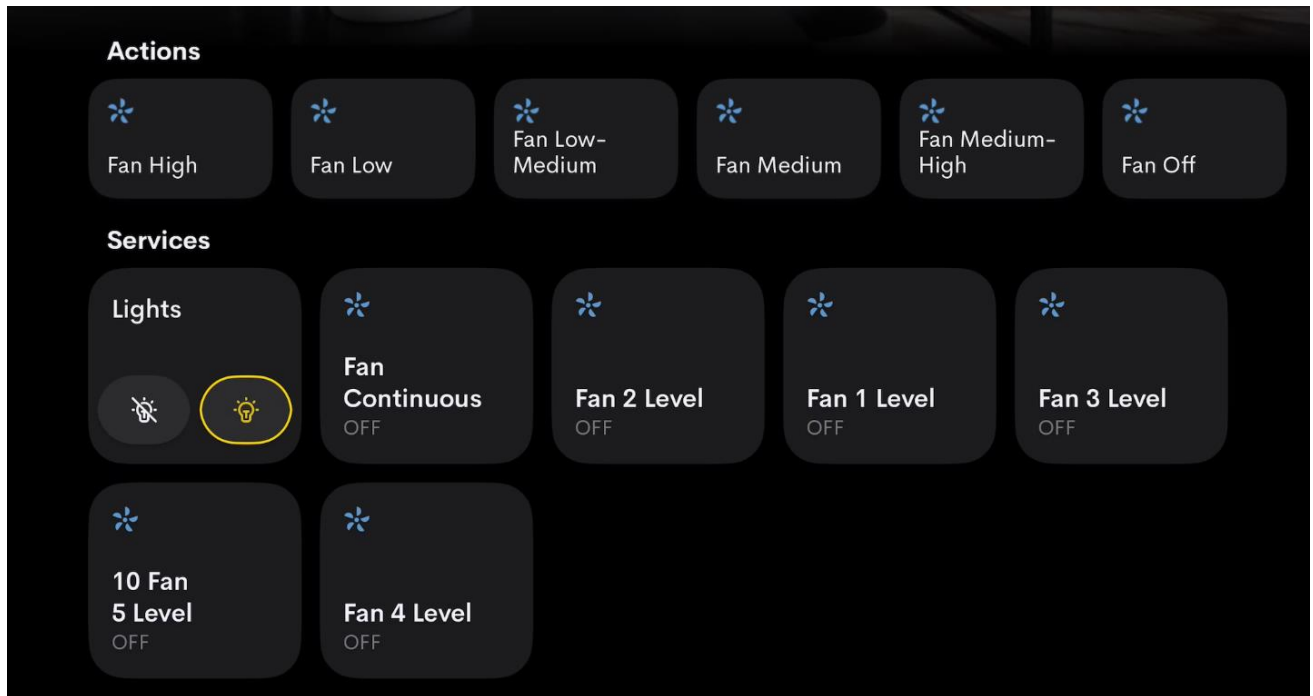 Actions
Fan High
Fan Low
Fan Low-
Medium
Fan Medium
Fan Medium-
High
Fan Off
Services
Lights
Fan
Continuous
OFF
Fan 2 Level
OFF
Fan 1 Level
OFF
Fan 3 Level
OFF
10 Fan
5 Level
OFF
Fan 4 Level
OFF